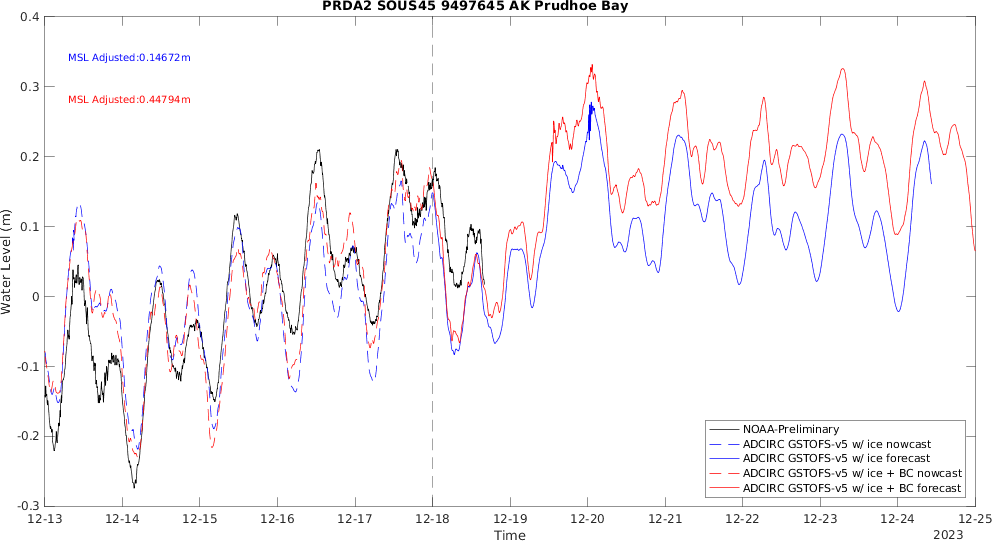 PRDA2 SOUS45 9497645 AK Prudhoe Bay
MSL Adjusted:0.14672m
MSL Adjusted:0.44794m
0.4
0.3
0.2
0.1
0
-0.1
-0.2
-0.3
Water Level (m)
NOAA-Preliminary
ADCIRC GSTOFS-v5 w/ ice nowcast
ADCIRC GSTOFS-v5 w/ ice forecast
ADCIRC GSTOFS-v5 w/ ice + BC nowcast
ADCIRC GSTOFS-v5 w/ ice + BC forecast
12-13 12-14 12-15 12-16 12-17 12-18 12-19 12-20 12-21 12-22 12-23 12-24 12-25
Time
2023